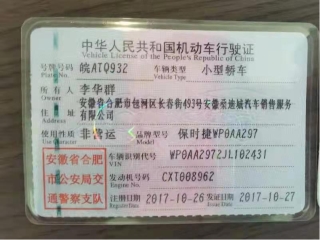 中华人民共和国机动车行驶证
Vehicle License of the People's Republic of China
号牌号码 皖ATQ932 车辆类型 小型轿车
Plate No. Vehicle Type
所有人 李华群
Owner
住址 安徽省合肥市包河区长春街493号安徽柴迪城汽车销售服务
有限公司
使用性质 非营运 品牌型号 保时捷WP0AA297
Use Character Model
安徽省合肥市公安局交通警察支队
车辆识别代号 WP0AA2972JL102431
VIN
发动机号码 CXT008962
Engine No.
注册日期 2017-10-26 发证日期 2017-10-27
Register Date Issue Date